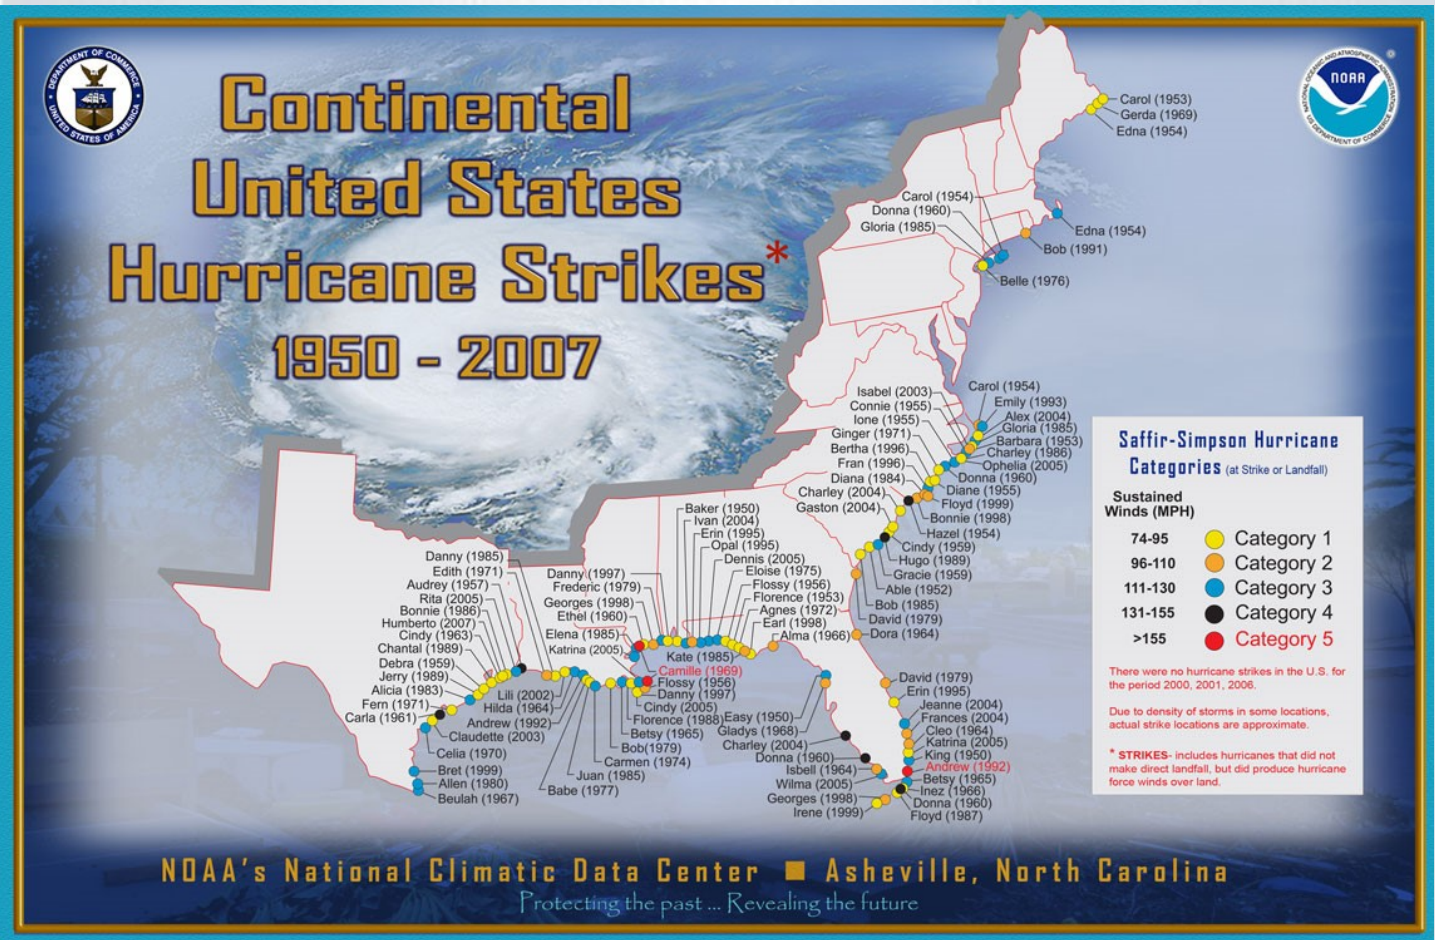 DEPARTMENT OF COMMERCE
UNITED STATES OF AMERICA
Continental
United States
Hurricane Strikes*
1950 - 2007
NOAA
NATIONAL OCEANIC AND ATMOSPHERIC ADMINISTRATION
U.S. DEPARTMENT OF COMMERCE
Carol (1953)
Gerda (1969)
Edna (1954)
Carol (1954)
Donna (1960)
Gloria (1985)
Edna (1954)
Bob (1991)
Belle (1976)
Isabel (2003)
Connie (1955)
Ione (1955)
Ginger (1971)
Bertha (1996)
Fran (1996)
Diana (1984)
Charley (2004)
Gaston (2004)
Carol (1954)
Emily (1993)
Alex (2004)
Gloria (1985)
Barbara (1953)
Charley (1986)
Ophelia (2005)
Donna (1960)
Diane (1955)
Floyd (1999)
Bonnie (1998)
Hazel (1954)
Cindy (1959)
Hugo (1989)
Gracie (1959)
Able (1952)
Bob (1985)
David (1979)
Dora (1964)
Baker (1950)
Ivan (2004)
Erin (1995)
Opal (1995)
Dennis (2005)
Eloise (1975)
Flossy (1956)
Florence (1953)
Agnes (1972)
Earl (1998)
Alma (1966)
Kate (1985)
Danny (1997)
Frederic (1979)
Georges (1998)
Ethel (1960)
Elena (1985)
Katrina (2005)
Camille (1969)
Flossy (1956)
Danny (1997)
Cindy (2005)
Florence (1988)
Betsy (1965)
Bob(1979)
Carmen (1974)
Juan (1985)
Babe (1977)
Andrew (1992)
Hilda (1964)
Lili (2002)
Danny (1985)
Edith (1971)
Audrey (1957)
Rita (2005)
Bonnie (1986)
Humberto (2007)
Cindy (1963)
Chantal (1989)
Debra (1959)
Jerry (1989)
Alicia (1983)
Fern (1971)
Carla (1961)
Claudette (2003)
Celia (1970)
Bret (1999)
Allen (1980)
Beulah (1967)
Easy (1950)
Gladys (1968)
Charley (2004)
Donna (1960)
Isbell (1964)
Wilma (2005)
Georges (1998)
Irene (1999)
David (1979)
Erin (1995)
Jeanne (2004)
Frances (2004)
Cleo (1964)
Katrina (2005)
King (1950)
Andrew (1992)
Betsy (1965)
Inez (1966)
Donna (1960)
Floyd (1987)
Saffir-Simpson Hurricane
Categories (at Strike or Landfall)
Sustained
Winds (MPH)
74-95 Category 1
96-110 Category 2
111-130 Category 3
131-155 Category 4
>155 Category 5
There were no hurricane strikes in the U.S. for
the period 2000, 2001, 2006.
Due to density of storms in some locations,
actual strike locations are approximate.
* STRIKES- includes hurricanes that did not
make direct landfall, but did produce hurricane
force winds over land.
NOAA's National Climatic Data Center ■ Asheville, North Carolina
Protecting the past ... Revealing the future